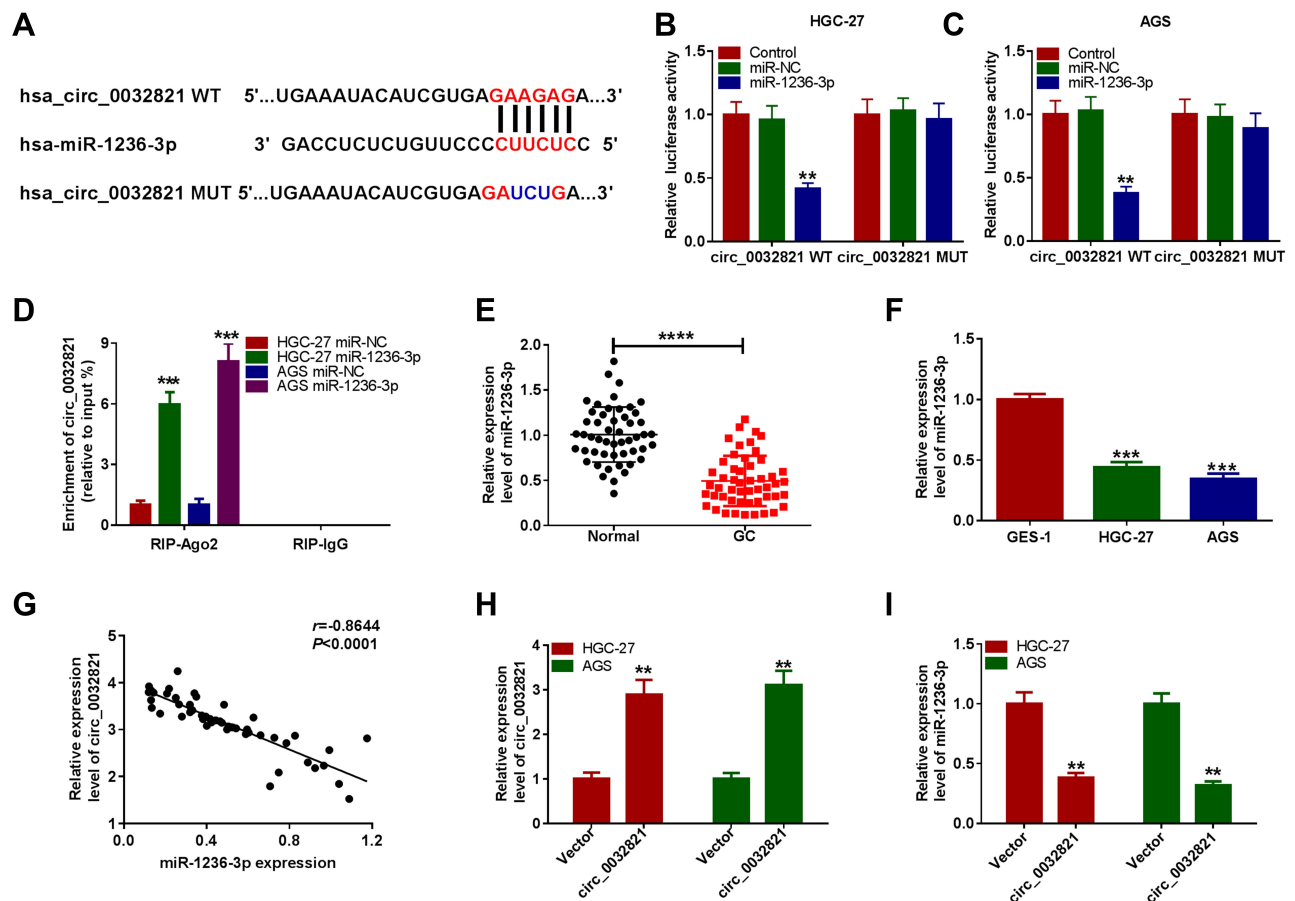 A
hsa_circ_0032821 WT 5'...UGAAAUACAUCGUGAGAAGAGA...3'
hsa-miR-1236-3p 3' GACCUCUCUGUUCCCCUUCUCC 5'
hsa_circ_0032821 MUT 5'...UGAAAUACAUCGUGAGAUCUGA...3'
B
HGC-27
Relative luciferase activity
1.5
1.0
0.5
0.0
Control
miR-NC
miR-1236-3p
**
circ_0032821 WT
circ_0032821 MUT
C
AGS
Relative luciferase activity
1.5
1.0
0.5
0.0
Control
miR-NC
miR-1236-3p
**
circ_0032821 WT
circ_0032821 MUT
D
Enrichment of circ_0032821
(relative to input %)
9
6
3
0
***
***
HGC-27 miR-NC
HGC-27 miR-1236-3p
AGS miR-NC
AGS miR-1236-3p
RIP-Ago2
RIP-IgG
E
Relative expression
level of miR-1236-3p
2.0
1.5
1.0
0.5
0.0
****
Normal
GC
F
Relative expression
level of miR-1236-3p
1.5
1.0
0.5
0.0
***
***
GES-1
HGC-27
AGS
G
Relative expression
level of circ_0032821
5
4
3
2
1
r=-0.8644
P<0.0001
0.0
0.4
0.8
1.2
miR-1236-3p expression
H
Relative expression
level of circ_0032821
4
3
2
1
0
HGC-27
AGS
**
**
Vector
circ_0032821
Vector
circ_0032821
I
Relative expression
level of miR-1236-3p
1.5
1.0
0.5
0.0
HGC-27
AGS
**
**
Vector
circ_0032821
Vector
circ_0032821